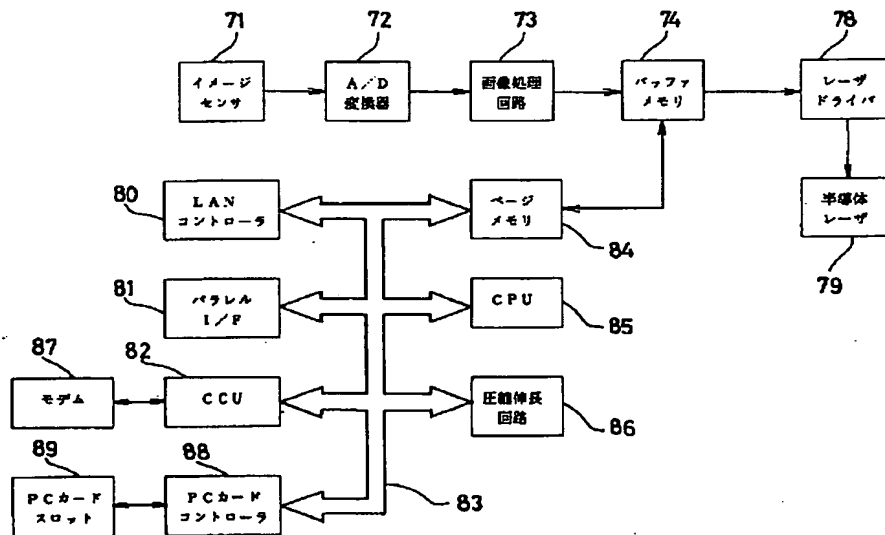 71
72
73
74
78
イメージ
センサ
A/D
変換器
画像処理
回路
バッファ
メモリ
レーザ
ドライバ
80
LAN
コントローラ
ページ
メモリ
84
半導体
レーザ
79
81
パラレル
I/F
CPU
85
87
82
モデム
CCU
圧縮伸長
回路
86
89
88
PCカード
スロット
PCカード
コントローラ
83